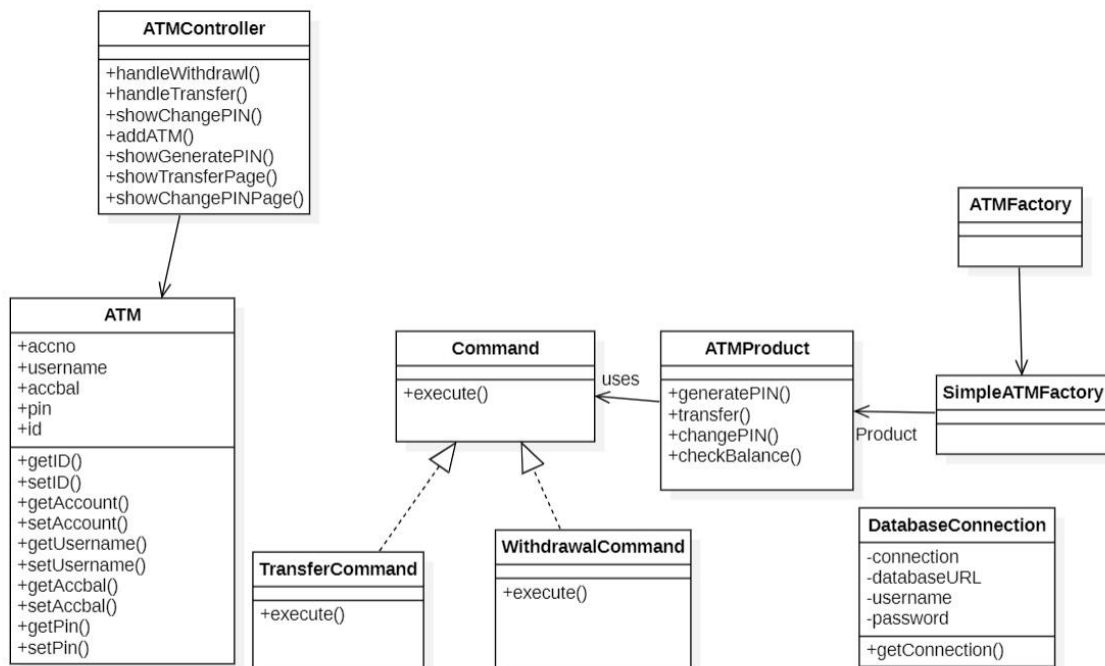 ATMController
+handleWithdrawl()
+handleTransfer()
+showChangePIN()
+addATM()
+showGeneratePIN()
+showTransferPage()
+showChangePINPage()
ATMFactory
ATM
+accno
+username
+accbal
+pin
+id
+getID()
+setID()
+getAccount()
+setAccount()
+getUsername()
+setUsername()
+getAccbal()
+setAccbal()
+getPin()
+setPin()
Command
+execute()
uses
ATMProduct
+generatePIN()
+transfer()
+changePIN()
+checkBalance()
Product
SimpleATMFactory
TransferCommand
+execute()
WithdrawalCommand
+execute()
DatabaseConnection
-connection
-databaseURL
-username
-password
+getConnection()